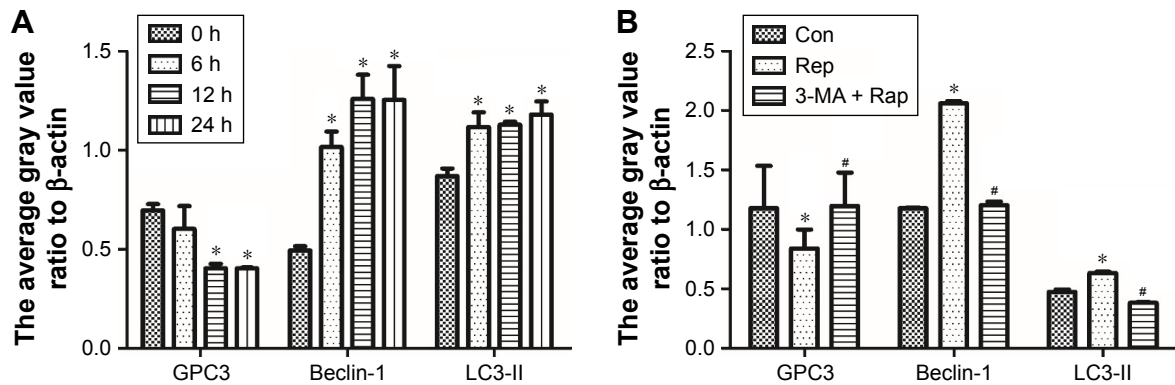 A
The average gray value
ratio to β-actin
0 h
6 h
12 h
24 h
1.5
1.0
0.5
0.0
*
*
*
*
*
*
*
*
GPC3
Beclin-1
LC3-II
B
The average gray value
ratio to β-actin
Con
Rep
3-MA + Rap
2.5
2.0
1.5
1.0
0.5
0.0
*
#
*
#
*
#
GPC3
Beclin-1
LC3-II